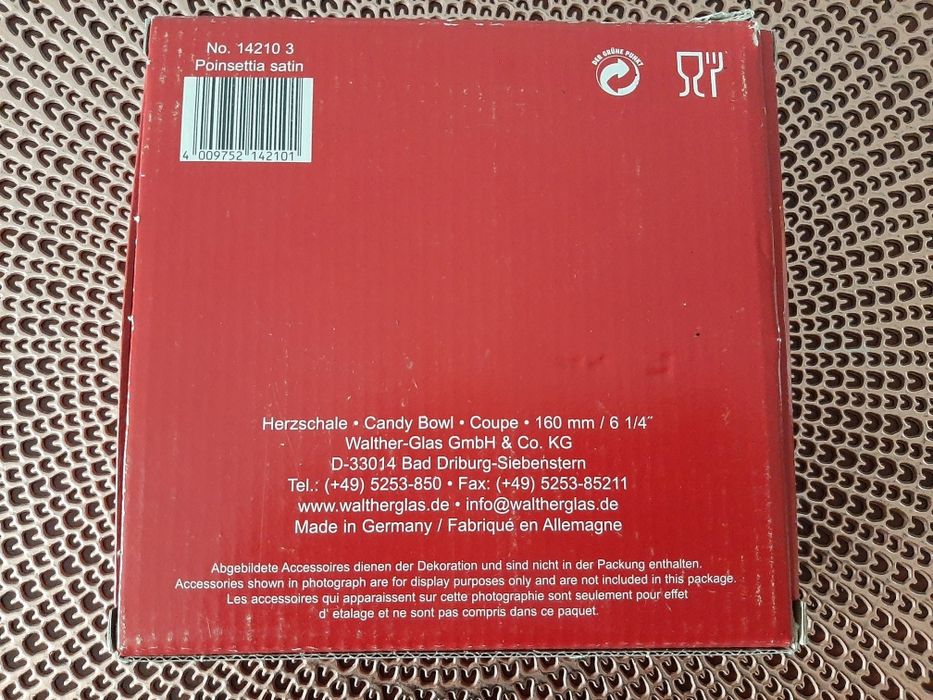 No. 14210 3
Poinsettia satin
4 009752 142101
DER GRÜNE PUNKT
Herzschale • Candy Bowl • Coupe • 160 mm / 6 1/4˝
Walther-Glas GmbH & Co. KG
D-33014 Bad Driburg-Siebenstern
Tel.: (+49) 5253-850 • Fax: (+49) 5253-85211
www.waltherglas.de • info@waltherglas.de
Made in Germany / Fabriqué en Allemagne
Abgebildete Accessoires dienen der Dekoration und sind nicht in der Packung enthalten.
Accessories shown in photograph are for display purposes only and are not included in this package.
Les accessoires qui apparaissent sur cette photographie sont seulement pour effet
d' etalage et ne sont pas compris dans ce paquet.